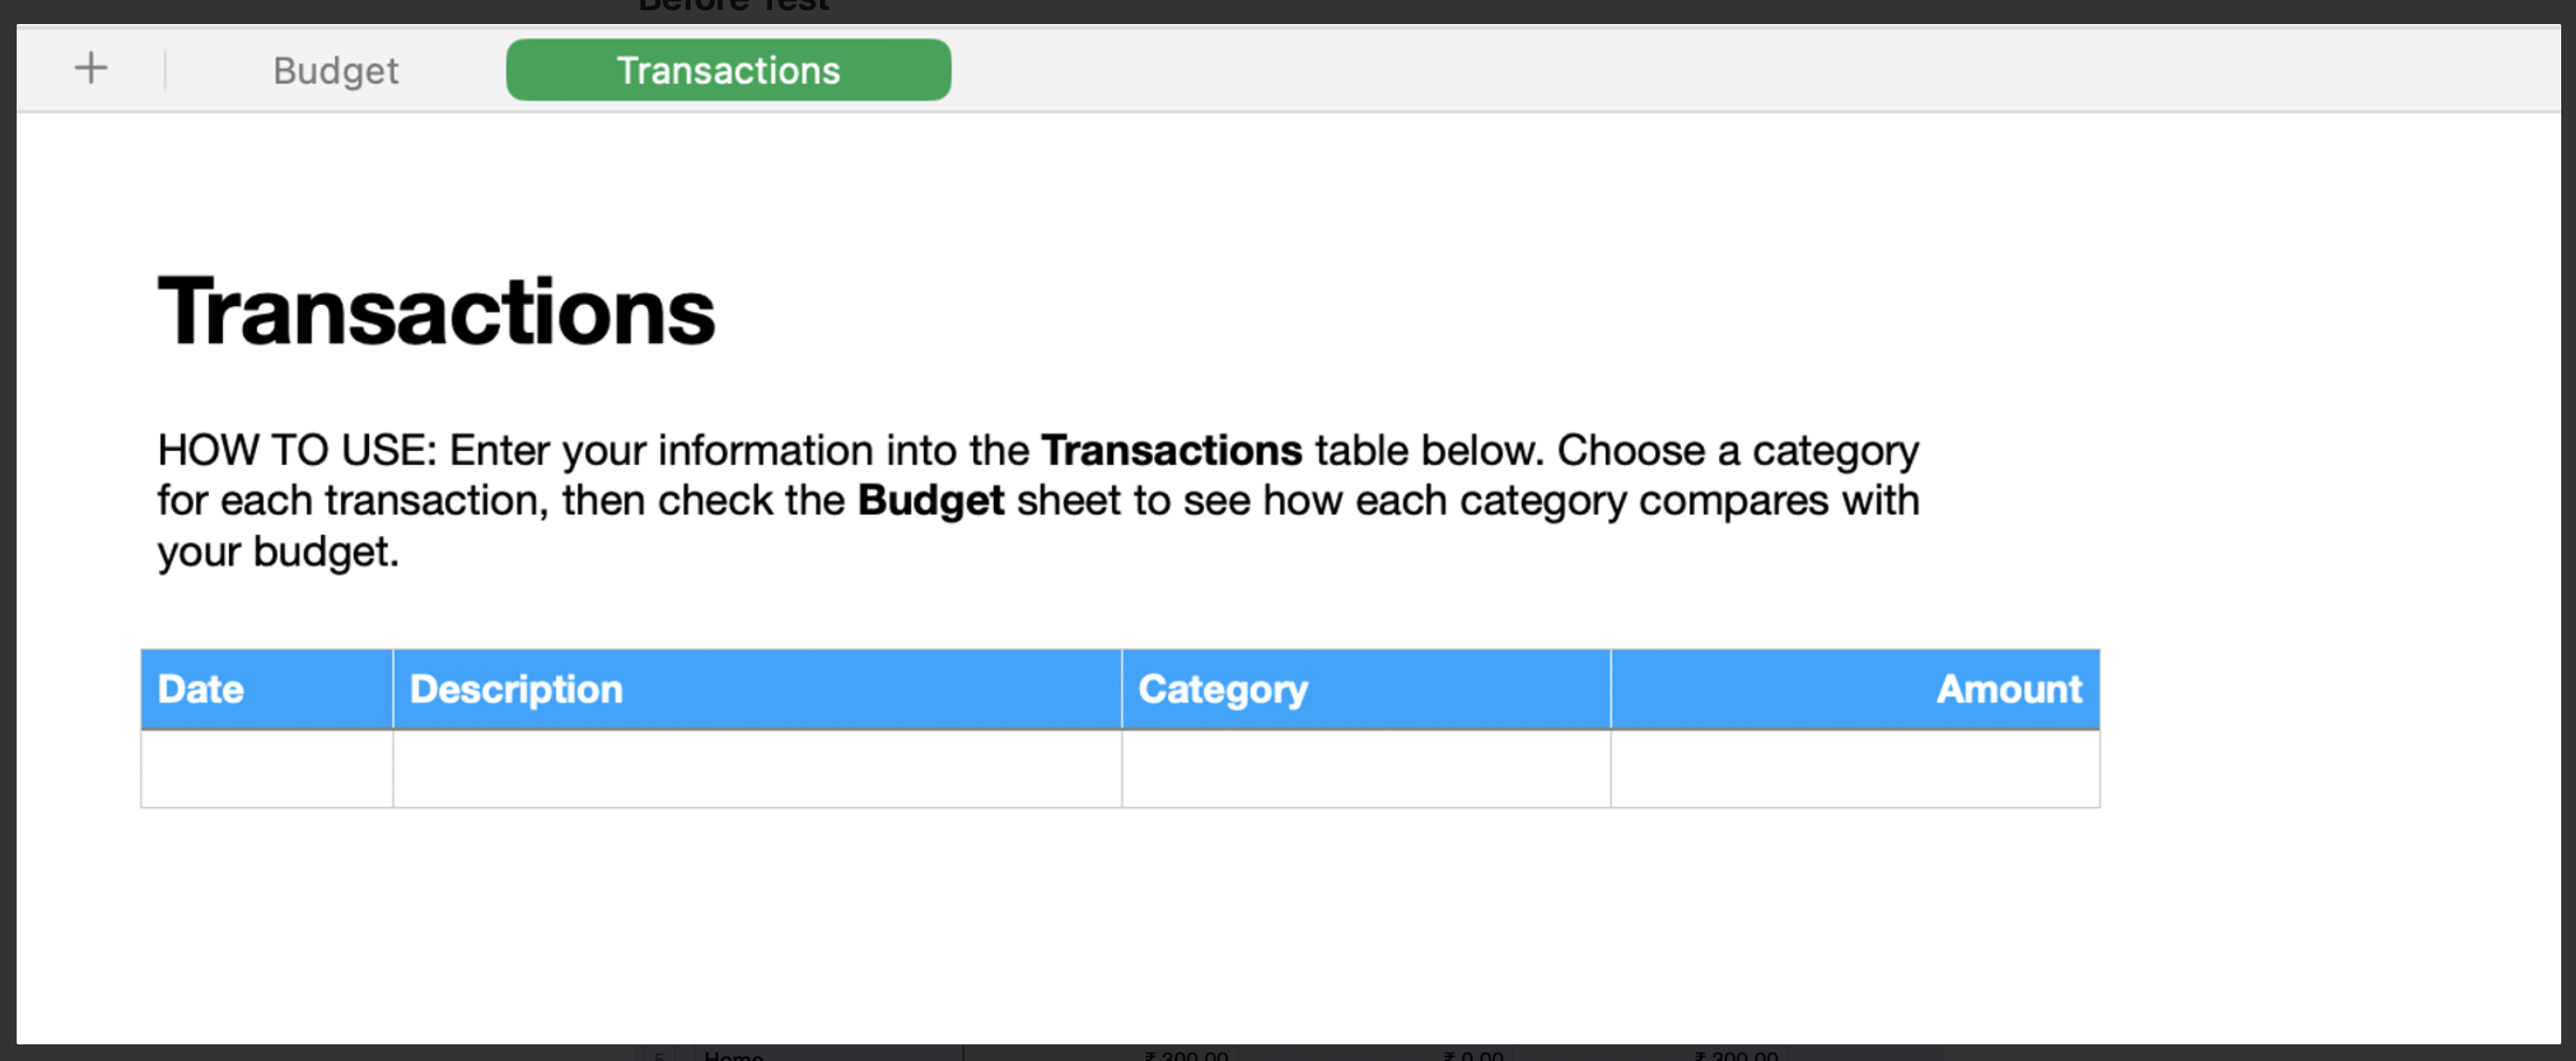 Before Test
+ Budget Transactions
Transactions
HOW TO USE: Enter your information into the Transactions table below. Choose a category
for each transaction, then check the Budget sheet to see how each category compares with
your budget.
Date Description Category Amount
5 Home ₹ 300.00 ₹ 0.00 ₹ 300.00